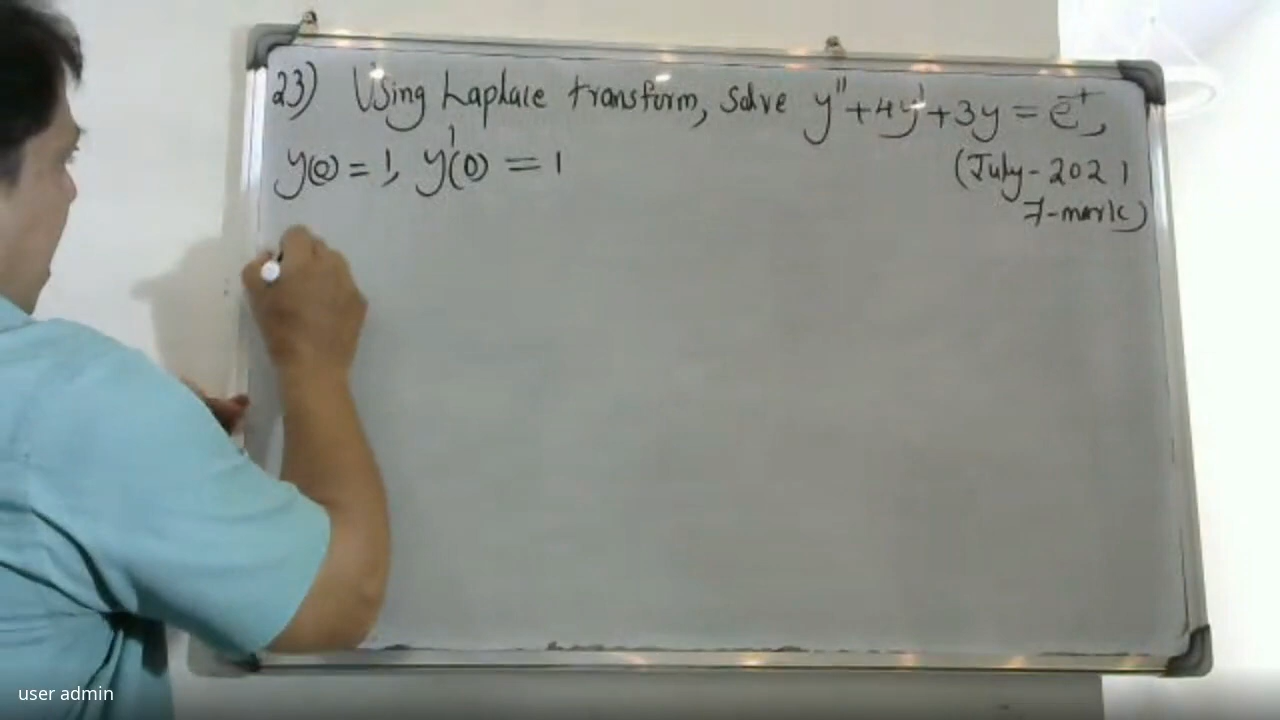 23) Using Laplace transform, solve y'' + 4y' + 3y = e^-t,
y(0) = 1, y'(0) = 1
(July - 2021
7-mark)
user admin